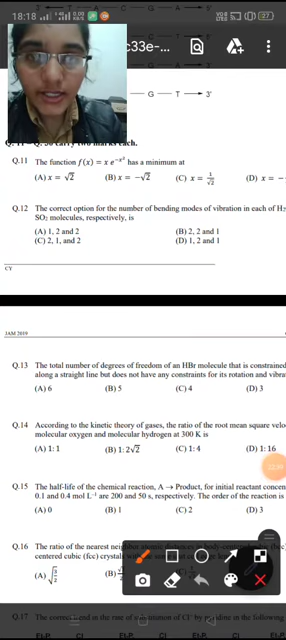 18:18
c33e-...
— G — T ⟶ 3'
Q.11 The function f(x) = x e^{-x²} has a minimum at
(A) x = √2 (B) x = −√2 (C) x = 1/√2 (D) x = −
Q.12 The correct option for the number of bending modes of vibration in each of H₂
SO₂ molecules, respectively, is
(A) 1, 2 and 2 (B) 2, 2 and 1
(C) 2, 1, and 2 (D) 1, 2 and 1
CY
JAM 2019
Q.13 The total number of degrees of freedom of an HBr molecule that is constrained
along a straight line but does not have any constraints for its rotation and vibra
(A) 6 (B) 5 (C) 4 (D) 3
Q.14 According to the kinetic theory of gases, the ratio of the root mean square velo
molecular oxygen and molecular hydrogen at 300 K is
(A) 1: 1 (B) 1: 2√2 (C) 1: 4 (D) 1: 16
Q.15 The half-life of the chemical reaction, A → Product, for initial reactant concen
0.1 and 0.4 mol L⁻¹ are 200 and 50 s, respectively. The order of the reaction is
(A) 0 (B) 1 (C) 2 (D) 3
Q.16 The ratio of the nearest
centered cubic (fcc)
(A) (B)
Q.17 The correct